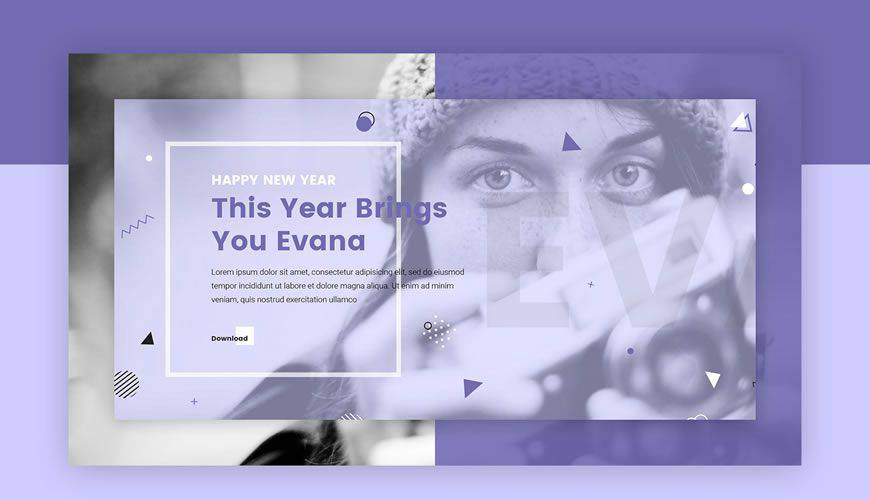 HAPPY NEW YEAR
This Year Brings
You Evana
Lorem ipsum dolor sit amet, consectetur adipisicing elit, sed do eiusmod
tempor incididunt ut labore et dolore magna aliqua. Ut enim ad minim
veniam, quis nostrud exercitation ullamco
Download
EVA